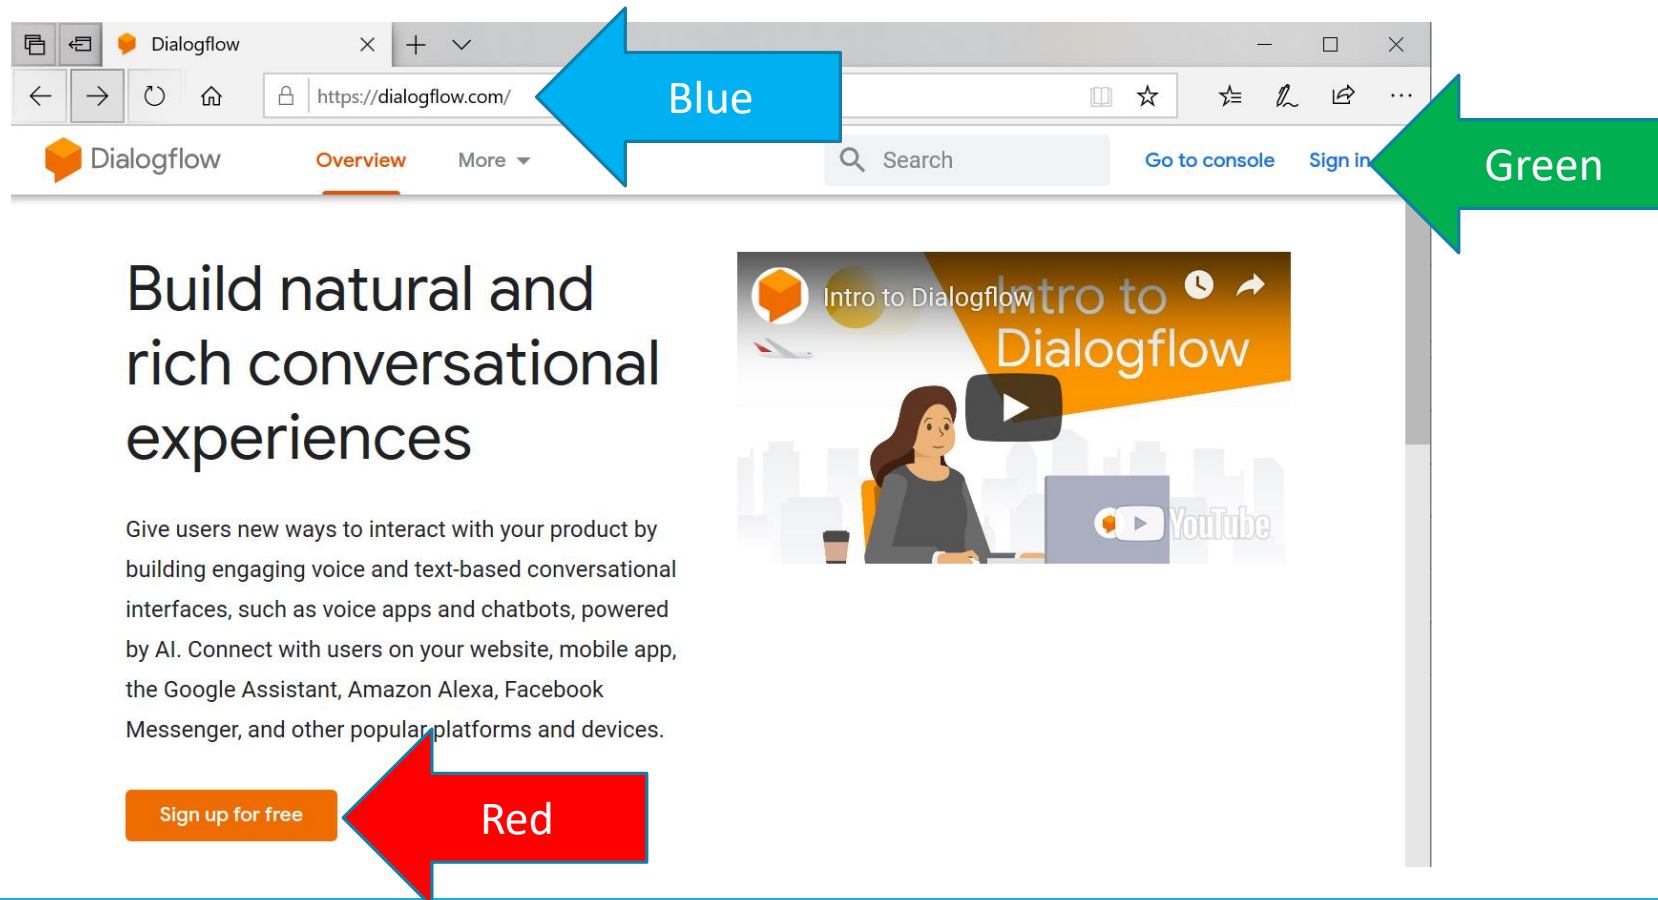 Dialogflow
https://dialogflow.com/
Blue
Dialogflow
Overview
More
Search
Go to console
Sign in
Green
Build natural and
rich conversational
experiences
Intro to Dialogflow
Intro to
Dialogflow
YouTube
Give users new ways to interact with your product by
building engaging voice and text-based conversational
interfaces, such as voice apps and chatbots, powered
by AI. Connect with users on your website, mobile app,
the Google Assistant, Amazon Alexa, Facebook
Messenger, and other popular platforms and devices.
Sign up for free
Red